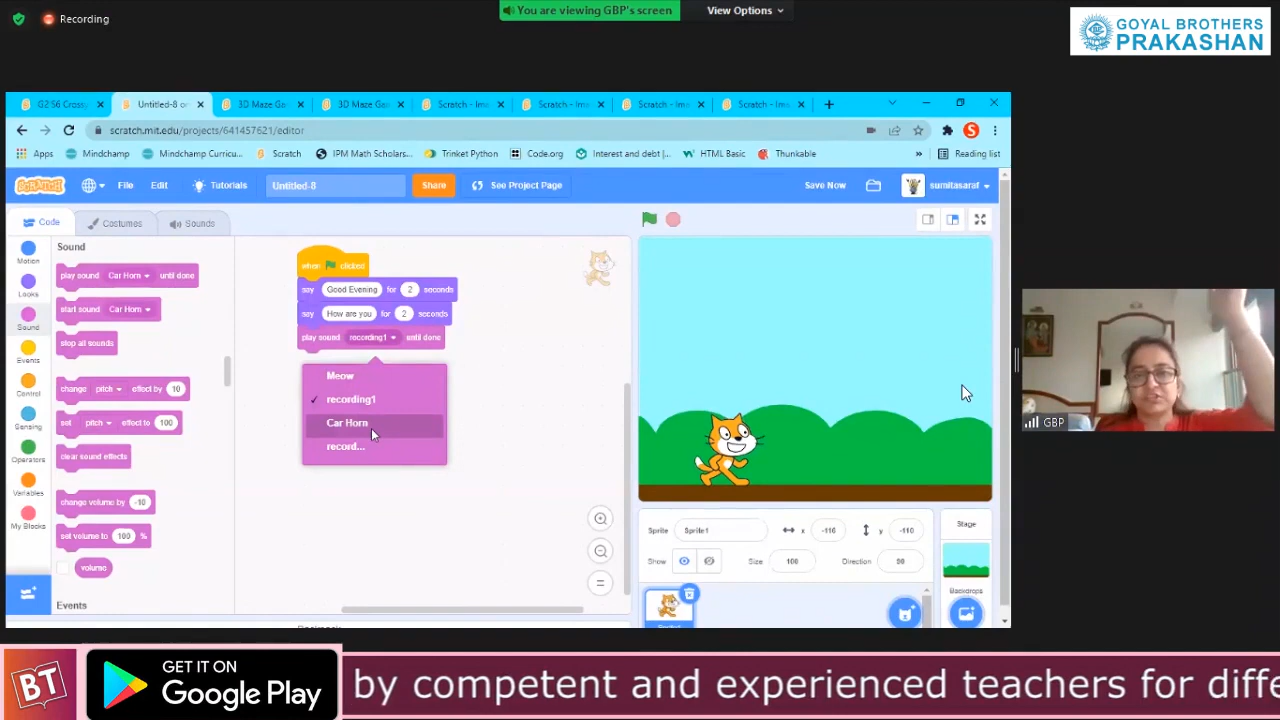 Recording
You are viewing GBP's screen
View Options
GOYAL BROTHERS
PRAKASHAN
G2 S6 Crossy
Untitled-8 on
3D Maze Ga
3D Maze Ga
Scratch - Ima
Scratch - Ima
Scratch - Ima
Scratch - Ima
scratch.mit.edu/projects/641457621/editor
Apps
Mindchamp
Mindchamp Curricu...
Scratch
IPM Math Scholars...
Trinket Python
Code.org
Interest and debt |...
HTML Basic
Thunkable
»
Reading list
SCRATCH
File
Edit
Tutorials
Untitled-8
Share
See Project Page
Save Now
sumitasaraf
Code
Costumes
Sounds
Motion
Looks
Sound
Events
Control
Sensing
Operators
Variables
My Blocks
Sound
play sound Car Horn until done
start sound Car Horn
stop all sounds
change pitch effect by 10
set pitch effect to 100
clear sound effects
change volume by -10
set volume to 100 %
volume
Events
when clicked
say Good Evening for 2 seconds
say How are you for 2 seconds
play sound recording1 until done
Meow
✓ recording1
Car Horn
record...
Sprite
Sprite1
x -116
y -110
Show
Size 100
Direction 90
Stage
Backdrops
GBP
BT
GET IT ON
Google Play
by competent and experienced teachers for diffe